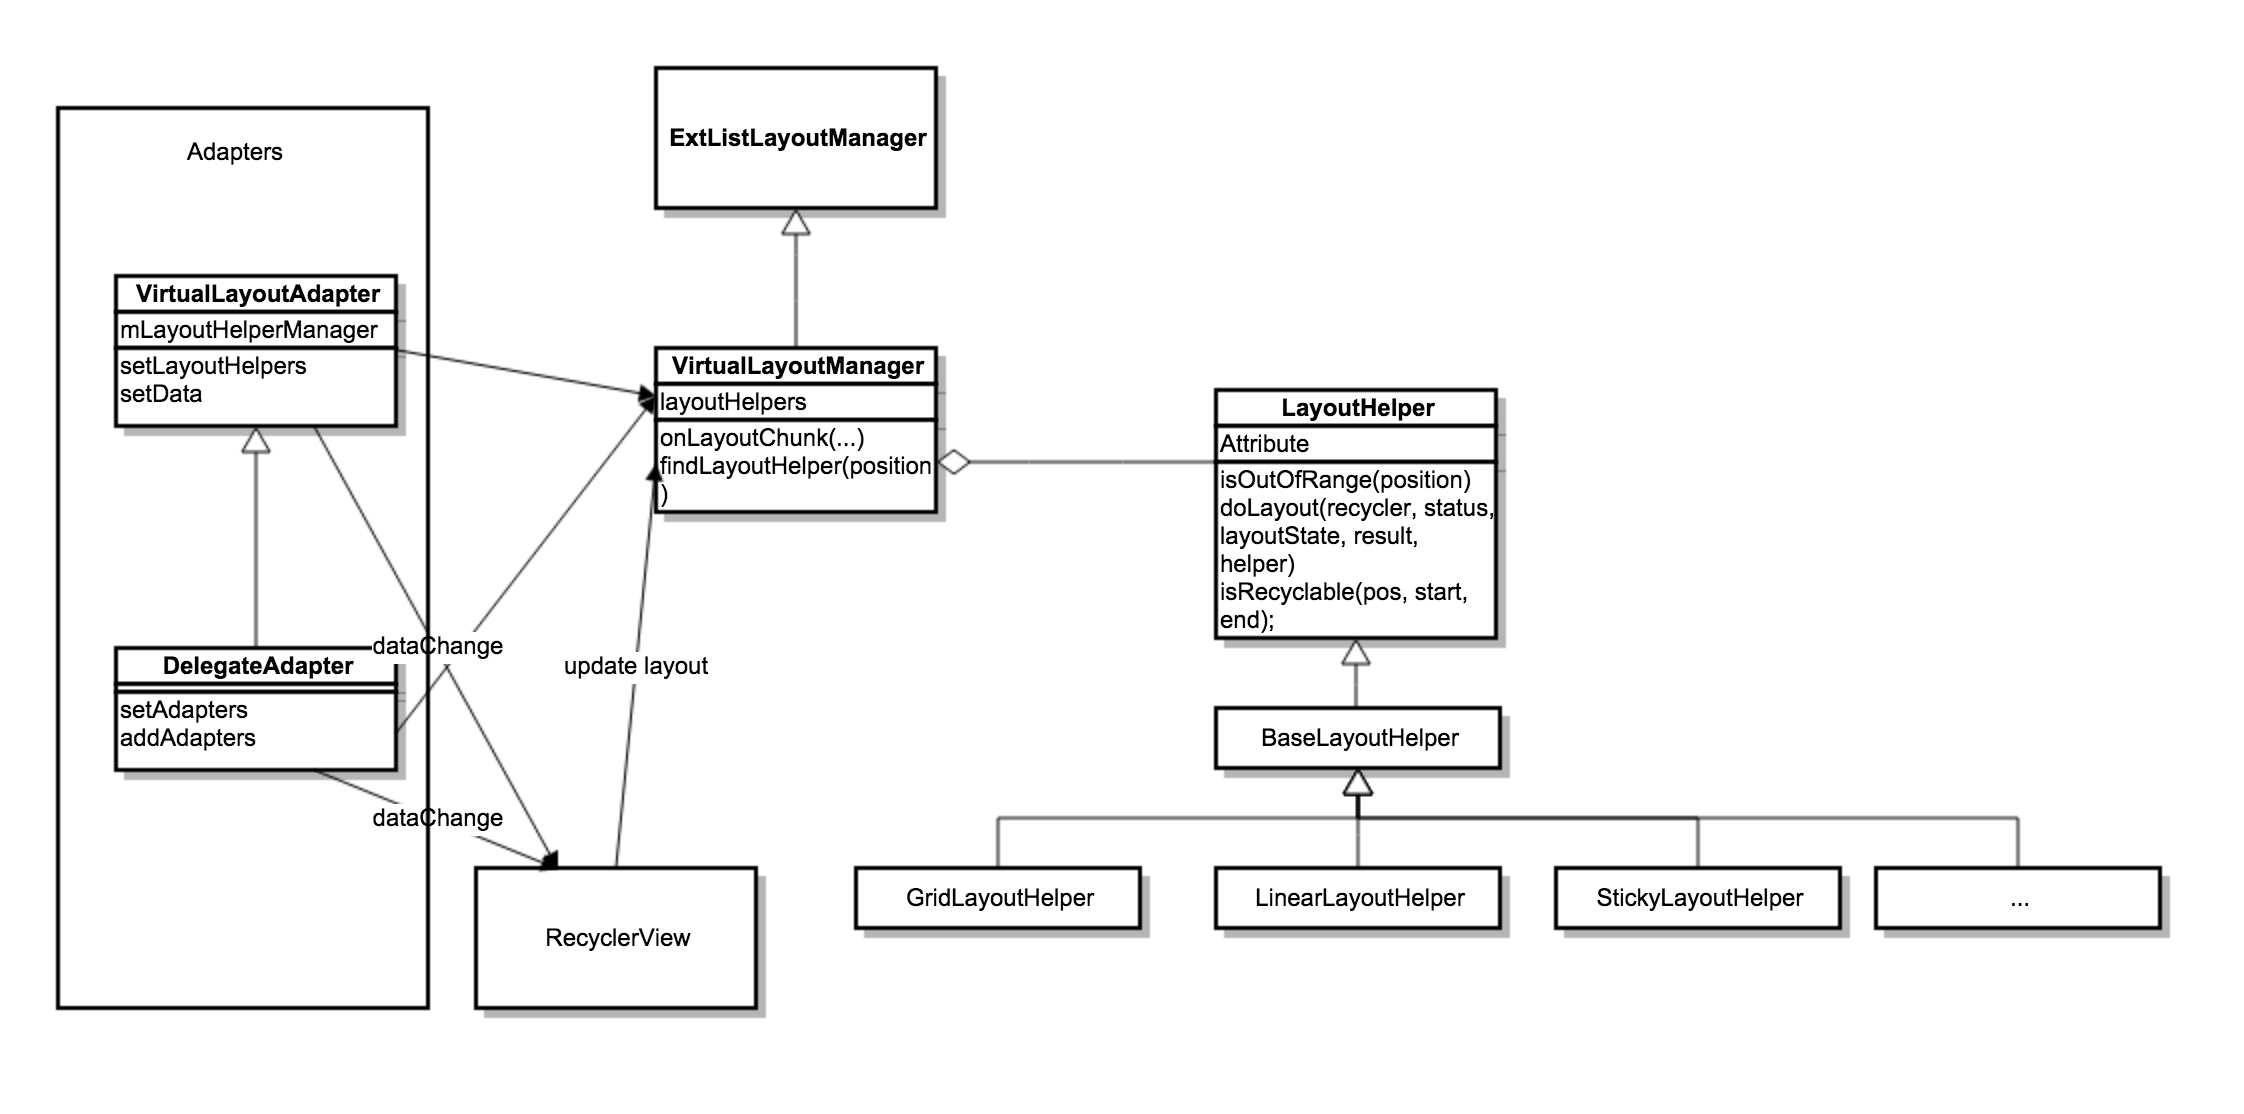 Adapters
VirtualLayoutAdapter
mLayoutHelperManager
setLayoutHelpers
setData
DelegateAdapter
setAdapters
addAdapters
dataChange
dataChange
update layout
RecyclerView
ExtListLayoutManager
VirtualLayoutManager
layoutHelpers
onLayoutChunk(...)
findLayoutHelper(position
)
LayoutHelper
Attribute
isOutOfRange(position)
doLayout(recycler, status,
layoutState, result,
helper)
isRecyclable(pos, start,
end);
BaseLayoutHelper
GridLayoutHelper
LinearLayoutHelper
StickyLayoutHelper
...